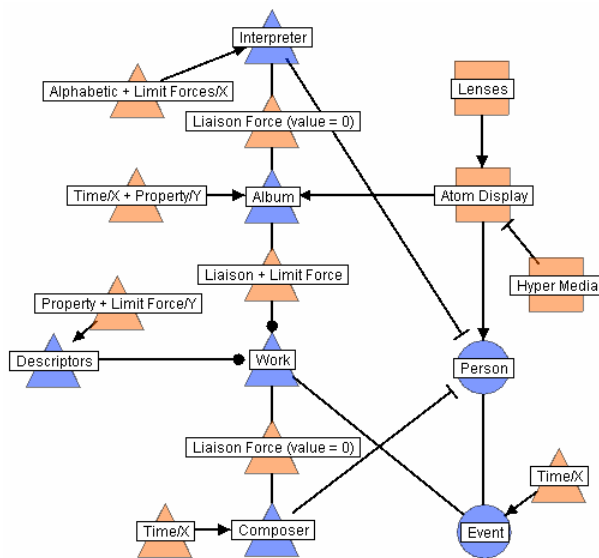 Interpreter
Alphabetic + Limit Forces/X
Lenses
Liaison Force (value = 0)
Time/X + Property/Y
Album
Atom Display
Liaison + Limit Force
Hyper Media
Property + Limit Force/Y
Descriptors
Work
Person
Liaison Force (value = 0)
Time/X
Time/X
Composer
Event